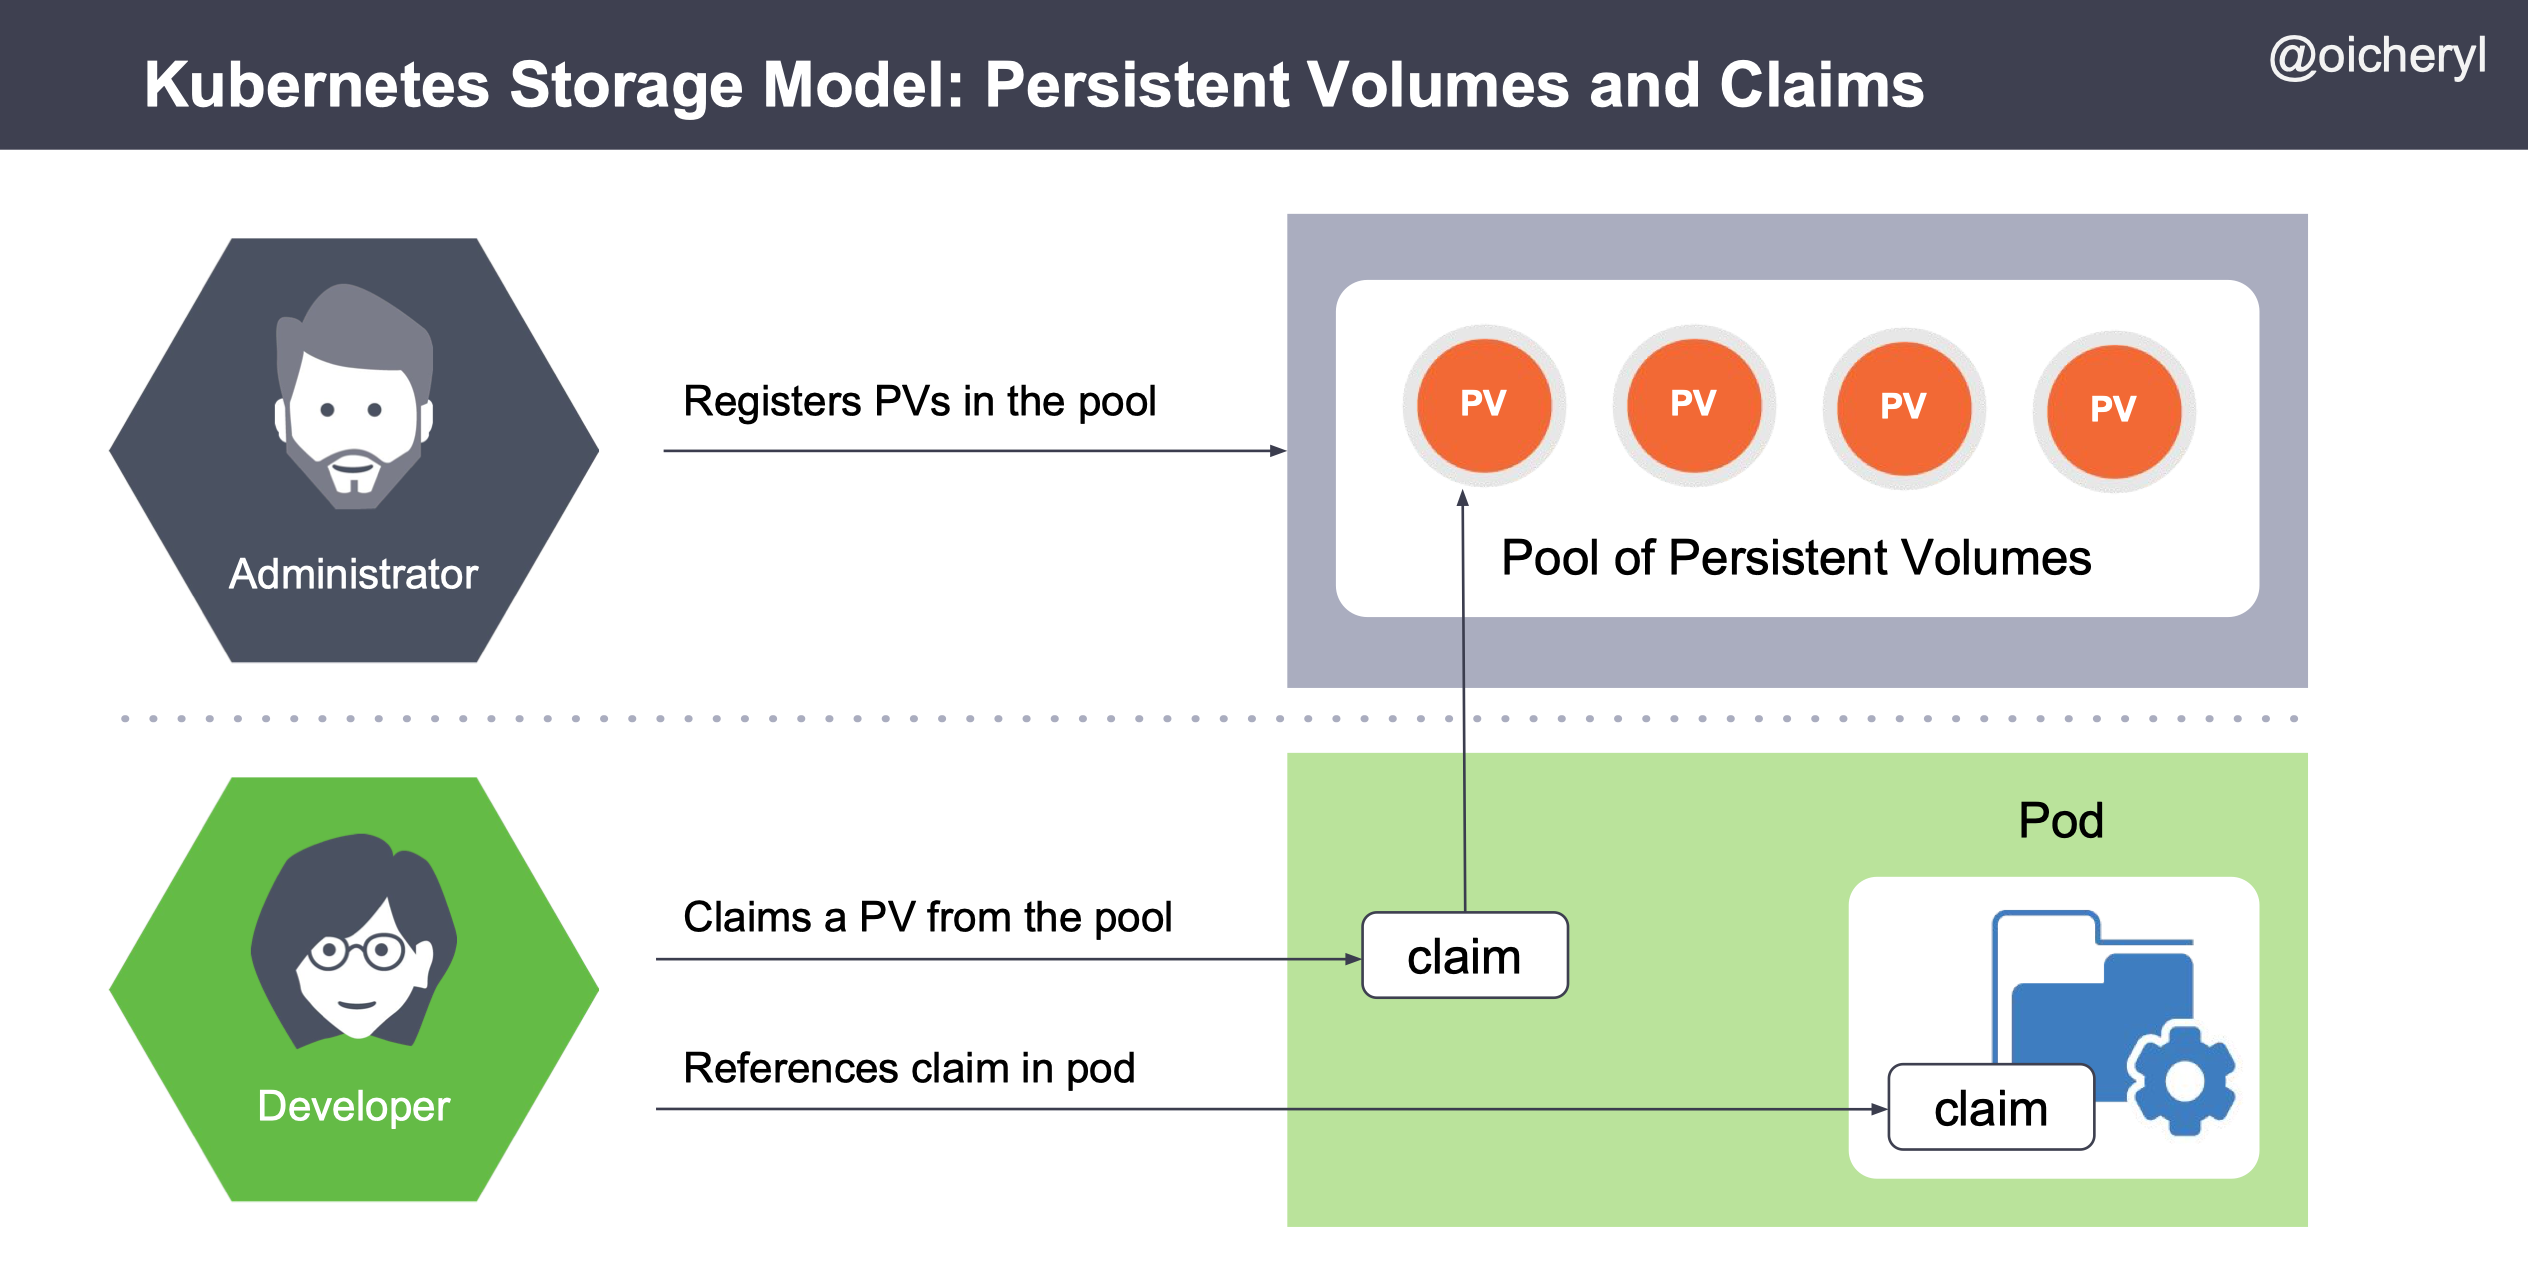 Kubernetes Storage Model: Persistent Volumes and Claims
@oicheryl
Administrator
Registers PVs in the pool
PV PV PV PV
Pool of Persistent Volumes
Developer
Claims a PV from the pool
claim
References claim in pod
Pod
claim